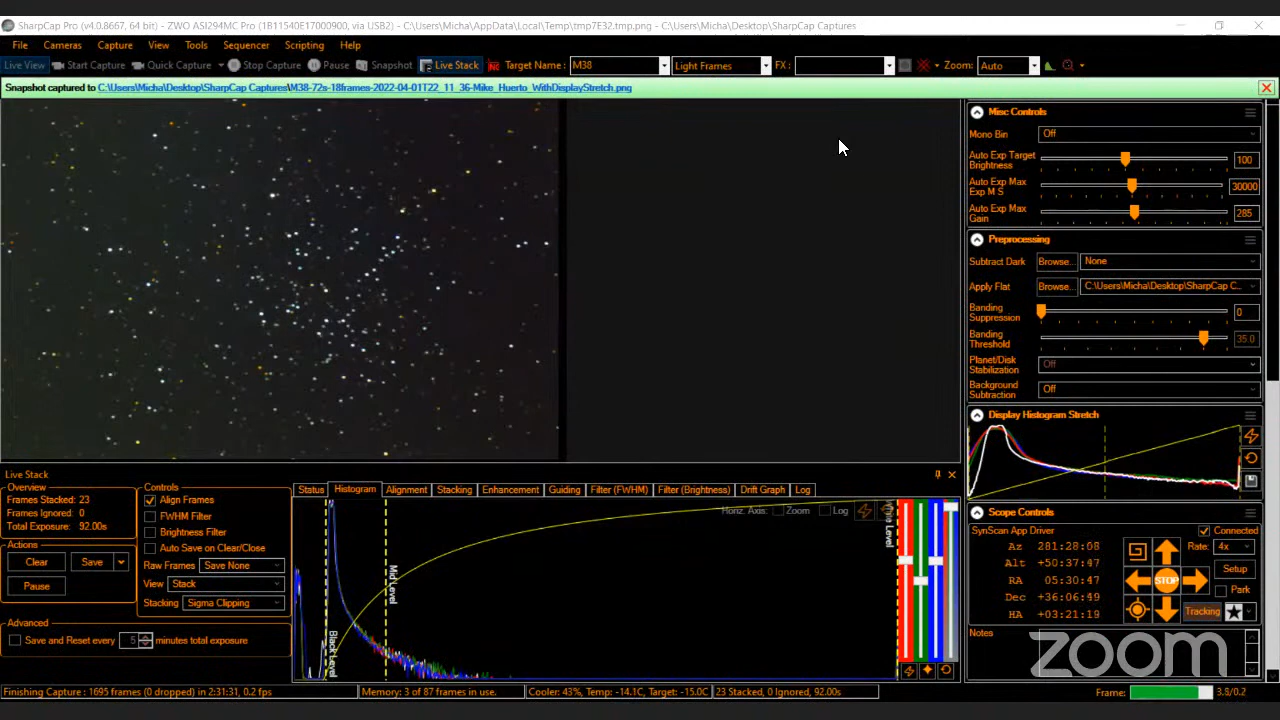 SharpCap Pro (v4.0.8667, 64 bit) - ZWO ASI294MC Pro (1B11540E17000900, via USB2) - C:\Users\Micha\AppData\Local\Temp\tmp7E32.tmp.png - C:\Users\Micha\Desktop\SharpCap Captures
File Cameras Capture View Tools Sequencer Scripting Help
Live View Start Capture Quick Capture Stop Capture Pause Snapshot Live Stack Target Name : M38 Light Frames FX : Zoom: Auto
Snapshot captured to C:\Users\Micha\Desktop\SharpCap Captures\M38-72s-18frames-2022-04-01T22_11_36-Mike_Huerto_WithDisplayStretch.png
Misc Controls
Mono Bin Off
Auto Exp Target Brightness 100
Auto Exp Max Exp M S 30000
Auto Exp Max Gain 285
Preprocessing
Subtract Dark Browse... None
Apply Flat Browse... C:\Users\Micha\Desktop\SharpCap C...
Banding Suppression 0
Banding Threshold 35.0
Planet/Disk Stabilization Off
Background Subtraction Off
Display Histogram Stretch
Live Stack
Overview
Frames Stacked: 23
Frames Ignored: 0
Total Exposure: 92.00s
Actions
Clear Save
Pause
Controls
Align Frames
FWHM Filter
Brightness Filter
Auto Save on Clear/Close
Raw Frames Save None
View Stack
Stacking Sigma Clipping
Advanced
Save and Reset every 5 minutes total exposure
Status Histogram Alignment Stacking Enhancement Guiding Filter (FWHM) Filter (Brightness) Drift Graph Log
Horiz. Axis: Zoom Log
Black Level
Mid Level
White Level
Scope Controls
SynScan App Driver Connected
Az 281:28:08
Alt +50:37:47
RA 05:30:47
Dec +36:06:49
HA +03:21:19
STOP
Rate: 4x
Setup
Park
Tracking
Notes
zoom
Finishing Capture : 1695 frames (0 dropped) in 2:31:31, 0.2 fps Memory: 3 of 87 frames in use. Cooler: 43%, Temp: -14.1C, Target: -15.0C 23 Stacked, 0 Ignored, 92.00s Frame: 3.8/0.2